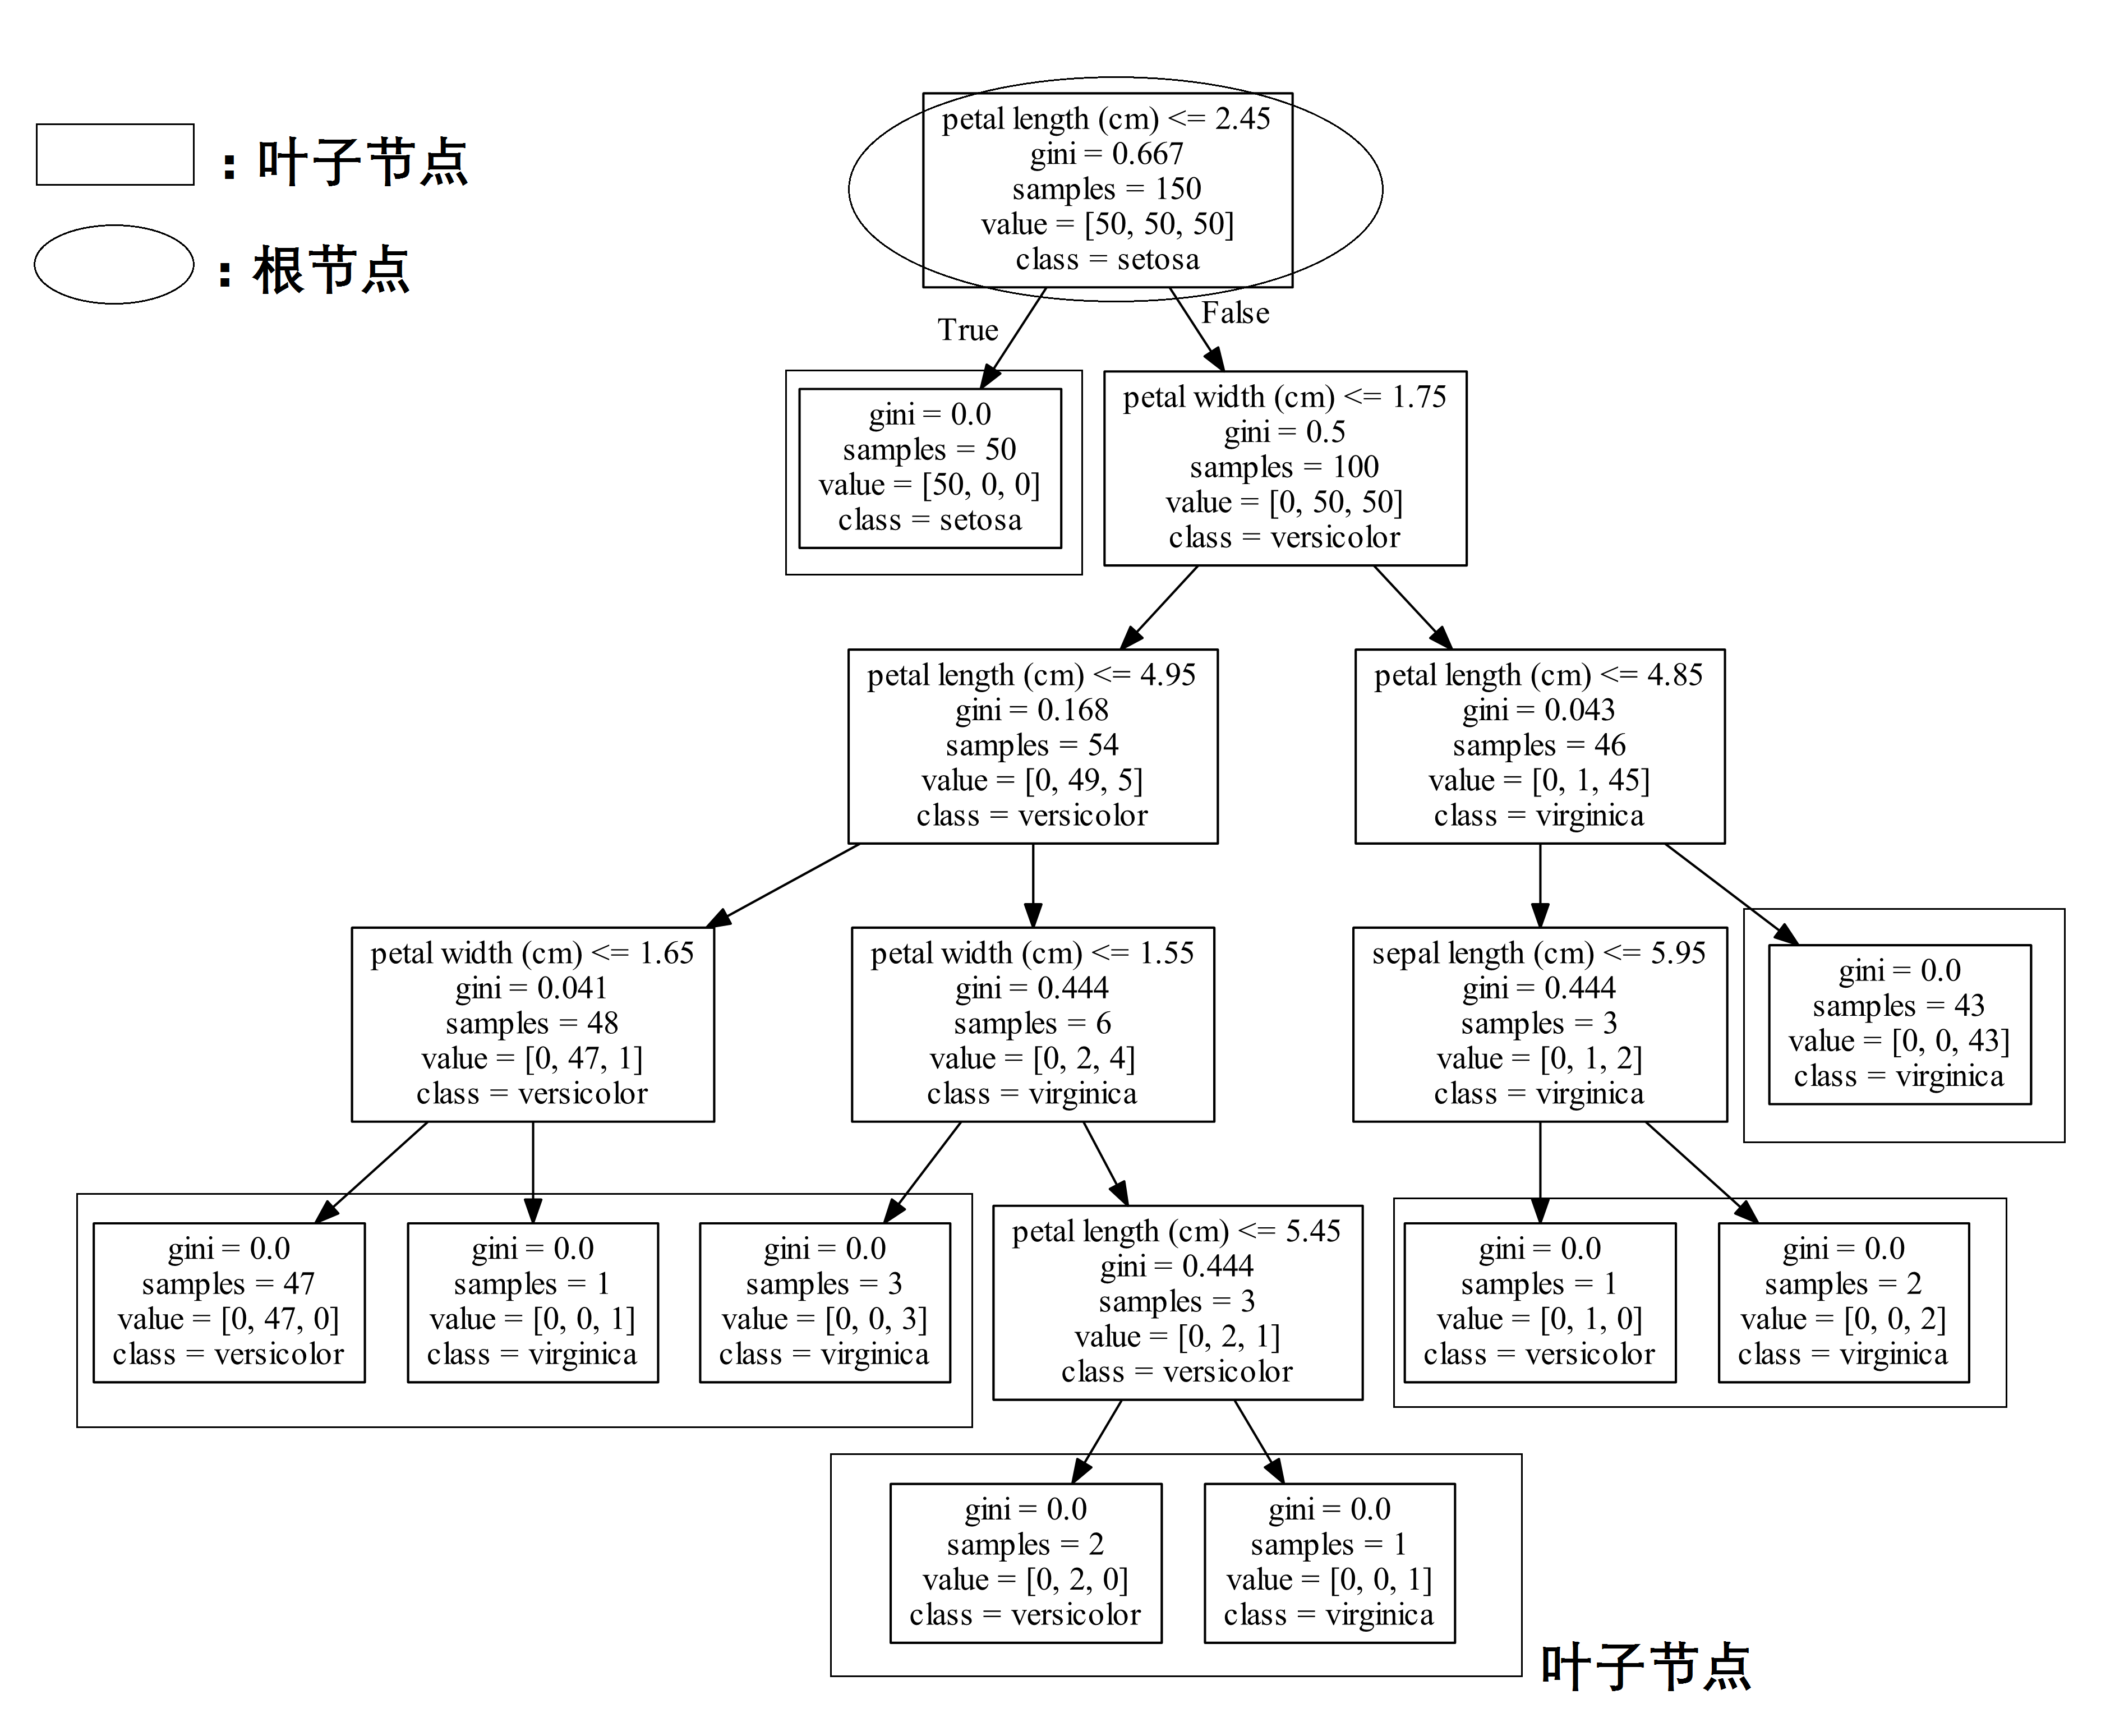 ：叶子节点
：根节点
petal length (cm) <= 2.45
gini = 0.667
samples = 150
value = [50, 50, 50]
class = setosa
True
False
gini = 0.0
samples = 50
value = [50, 0, 0]
class = setosa
petal width (cm) <= 1.75
gini = 0.5
samples = 100
value = [0, 50, 50]
class = versicolor
petal length (cm) <= 4.95
gini = 0.168
samples = 54
value = [0, 49, 5]
class = versicolor
petal length (cm) <= 4.85
gini = 0.043
samples = 46
value = [0, 1, 45]
class = virginica
petal width (cm) <= 1.65
gini = 0.041
samples = 48
value = [0, 47, 1]
class = versicolor
petal width (cm) <= 1.55
gini = 0.444
samples = 6
value = [0, 2, 4]
class = virginica
sepal length (cm) <= 5.95
gini = 0.444
samples = 3
value = [0, 1, 2]
class = virginica
gini = 0.0
samples = 43
value = [0, 0, 43]
class = virginica
gini = 0.0
samples = 47
value = [0, 47, 0]
class = versicolor
gini = 0.0
samples = 1
value = [0, 0, 1]
class = virginica
gini = 0.0
samples = 3
value = [0, 0, 3]
class = virginica
petal length (cm) <= 5.45
gini = 0.444
samples = 3
value = [0, 2, 1]
class = versicolor
gini = 0.0
samples = 1
value = [0, 1, 0]
class = versicolor
gini = 0.0
samples = 2
value = [0, 0, 2]
class = virginica
gini = 0.0
samples = 2
value = [0, 2, 0]
class = versicolor
gini = 0.0
samples = 1
value = [0, 0, 1]
class = virginica
叶子节点